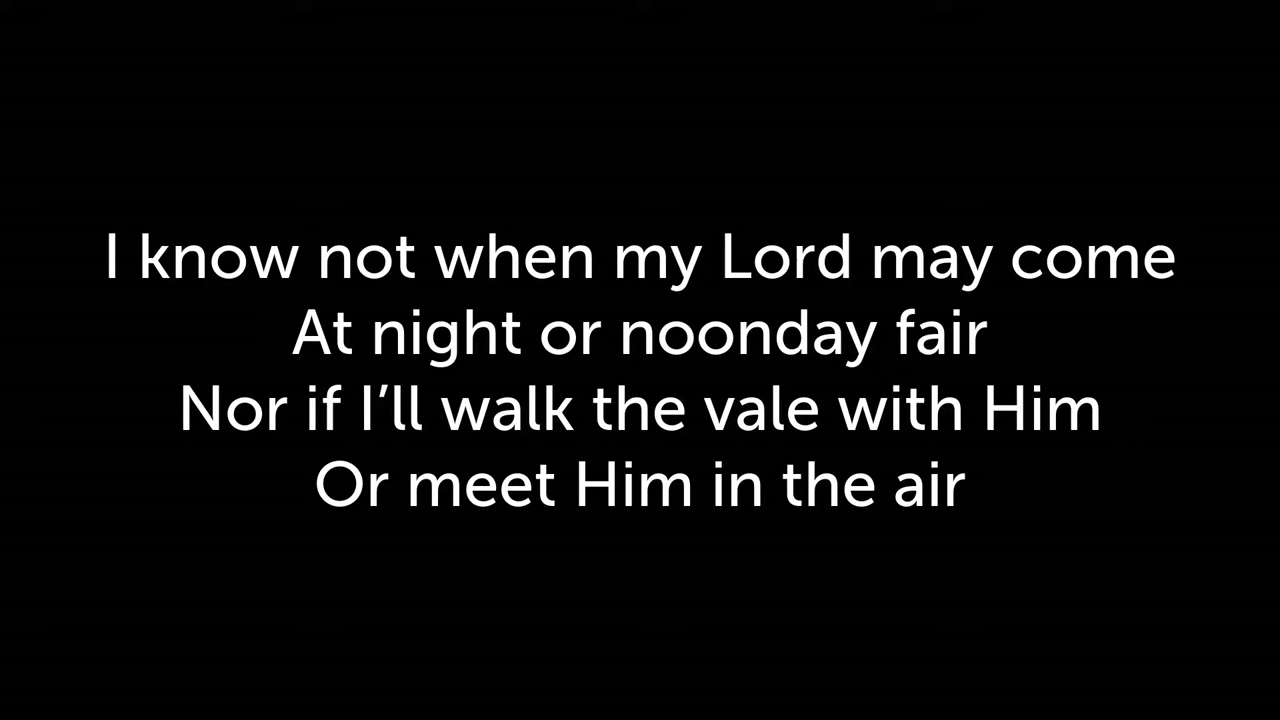 I know not when my Lord may come
At night or noonday fair
Nor if I’ll walk the vale with Him
Or meet Him in the air